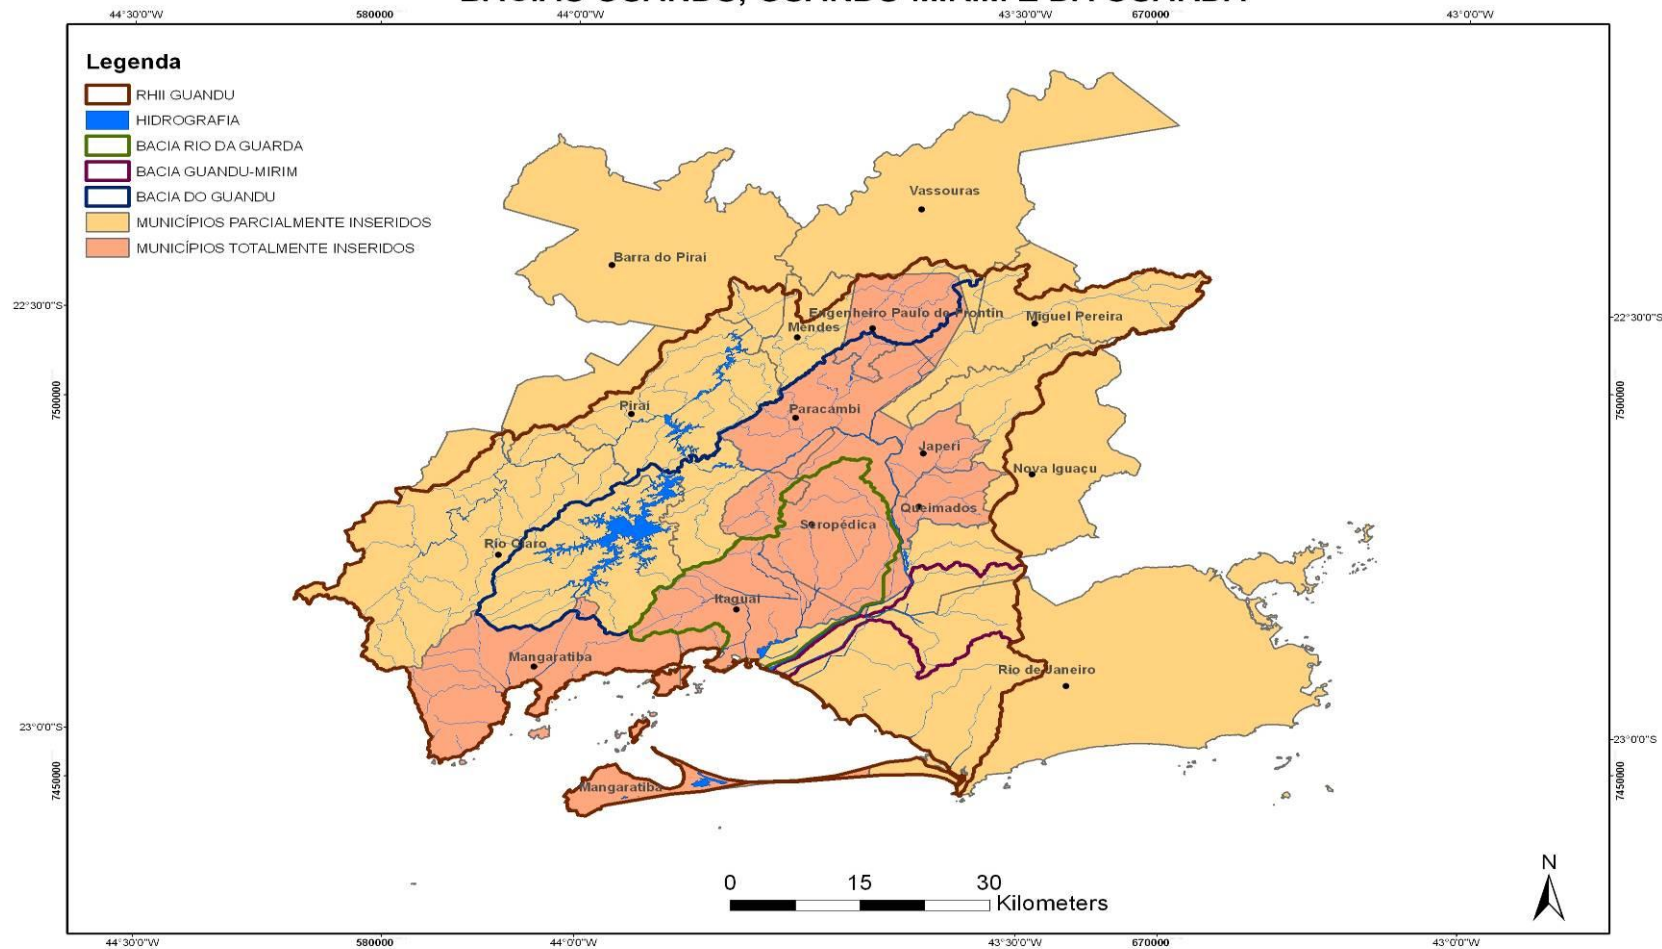 44°30'0"W 580000 44°0'0"W 43°30'0"W 670000 43°0'0"W
Legenda
RHII GUANDU
HIDROGRAFIA
BACIA RIO DA GUARDA
BACIA GUANDU-MIRIM
BACIA DO GUANDU
MUNICÍPIOS PARCIALMENTE INSERIDOS
MUNICÍPIOS TOTALMENTE INSERIDOS
Vassouras
Barra do Piraí
22°30'0"S
22°30'0"S
Engenheiro Paulo de Frontin
Miguel Pereira
Mendes
7500000
7500000
Piraí
Paracambi
Japeri
Nova Iguaçu
Queimados
Seropédica
Rio Claro
Itaguaí
Mangaratiba
Rio de Janeiro
23°0'0"S
23°0'0"S
7450000
7450000
Mangaratiba
0 15 30
Kilometers
N
44°30'0"W 580000 44°0'0"W 43°30'0"W 670000 43°0'0"W